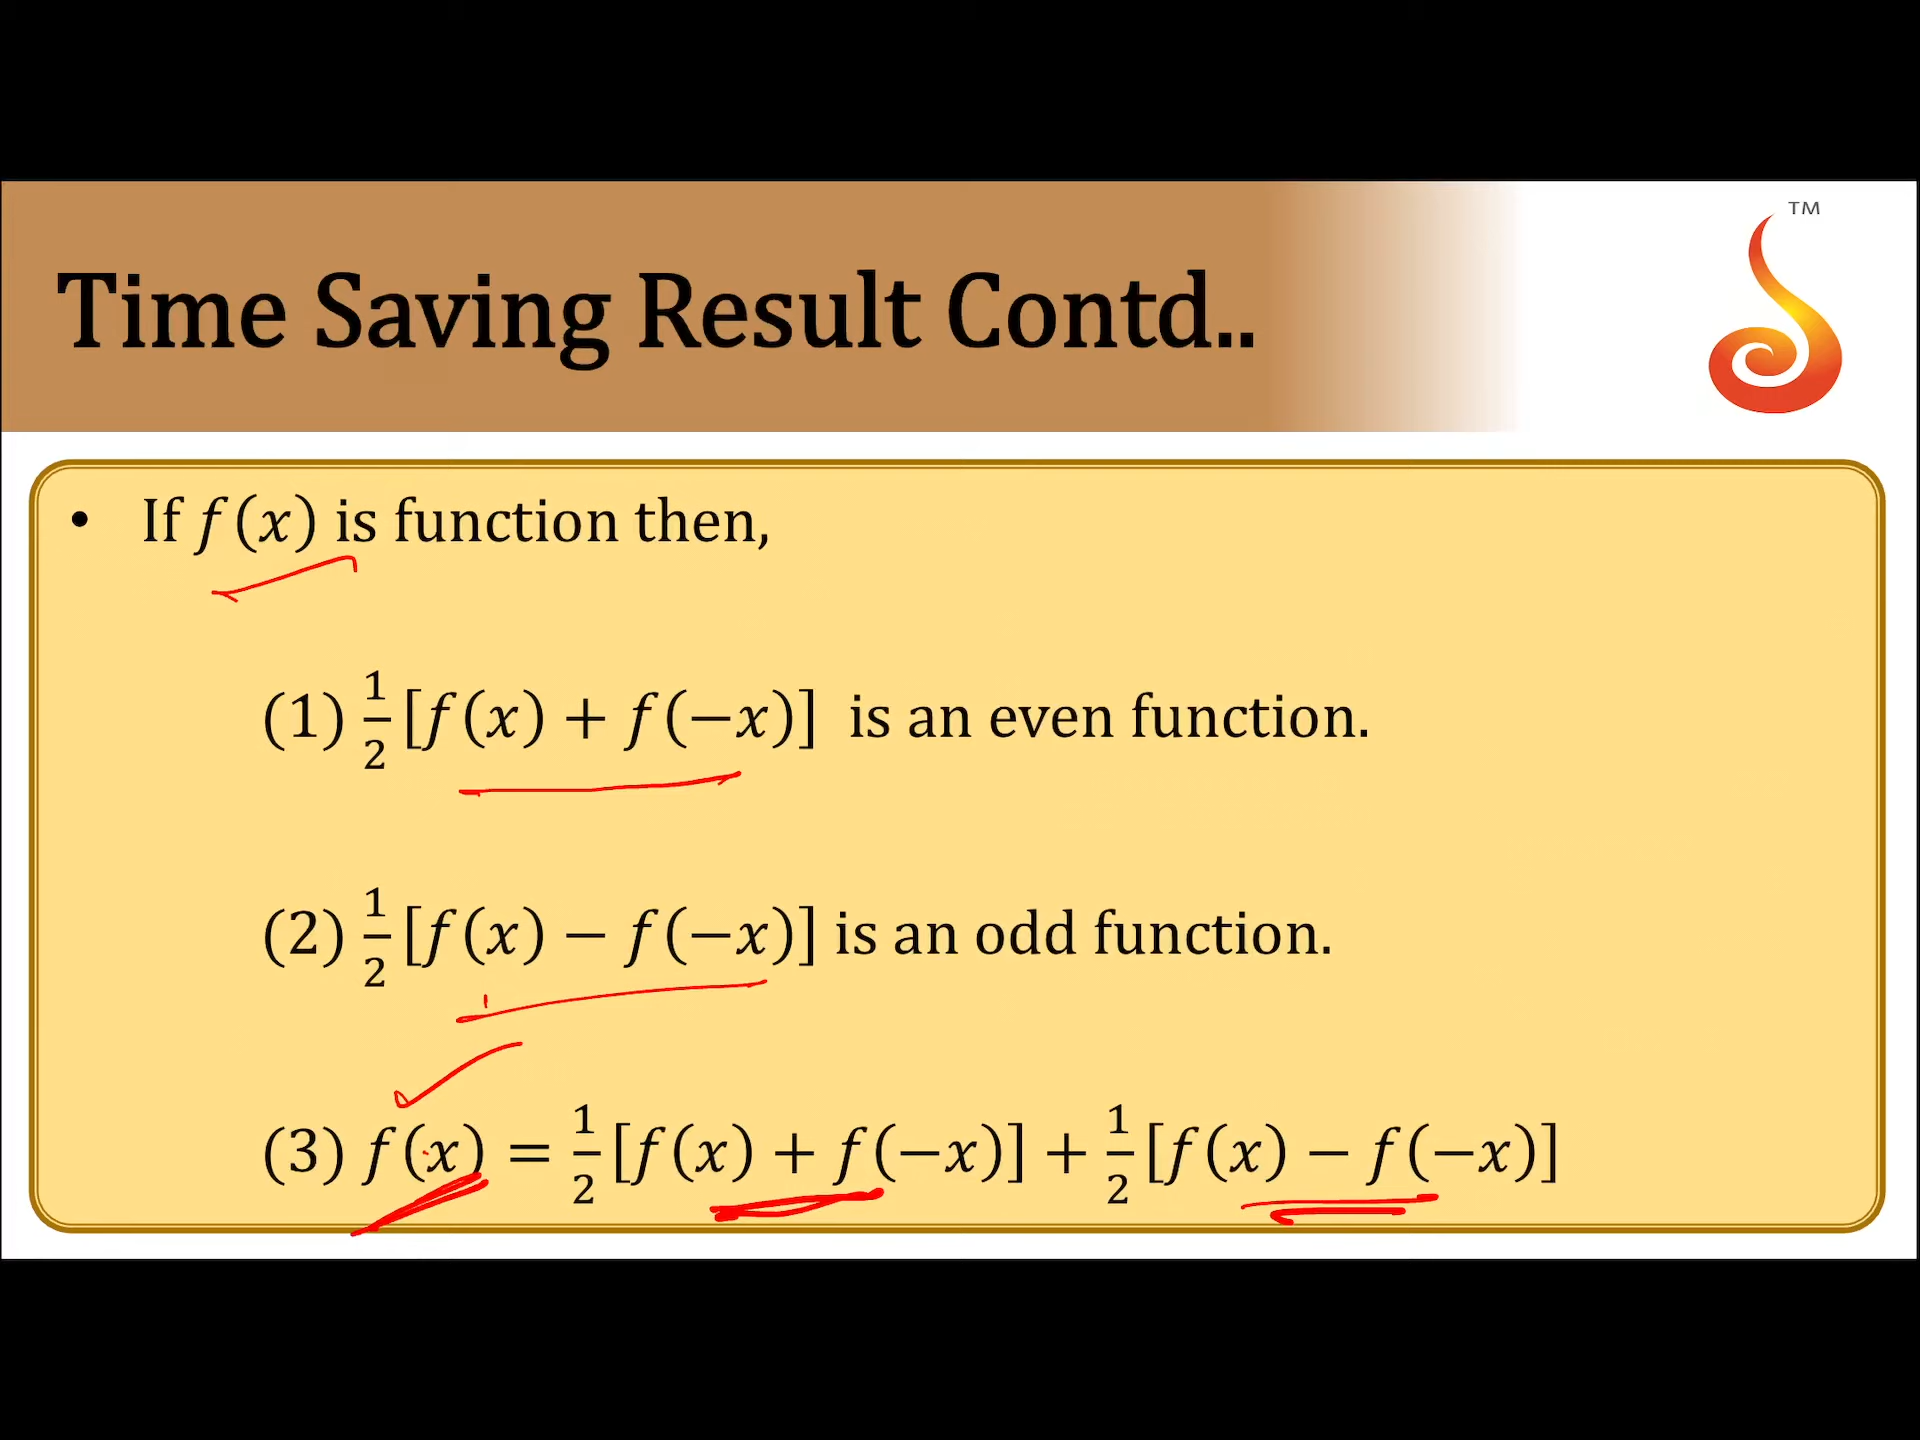 TM
Time Saving Result Contd..
• If f(x) is function then,
(1) 1/2 [f(x) + f(−x)] is an even function.
(2) 1/2 [f(x) − f(−x)] is an odd function.
(3) f(x) = 1/2 [f(x) + f(−x)] + 1/2 [f(x) − f(−x)]